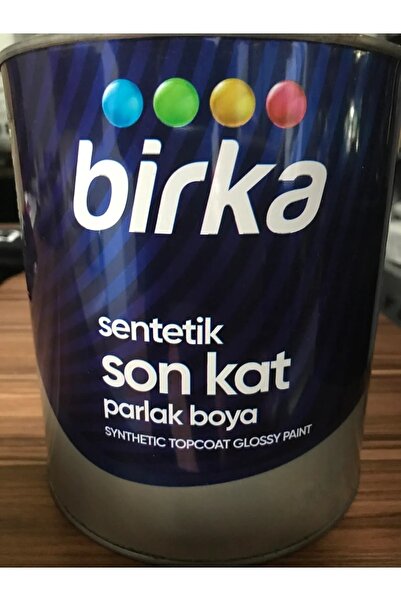 birka
sentetik
son kat
parlak boya
SYNTHETIC TOPCOAT GLOSSY PAINT